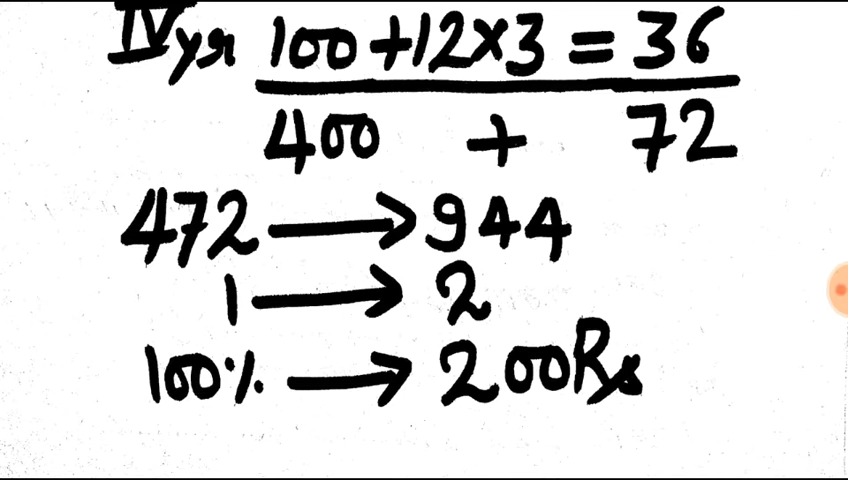 IV yr 100+12×3=36
400 + 72
472 → 944
1 → 2
100% → 200Rs